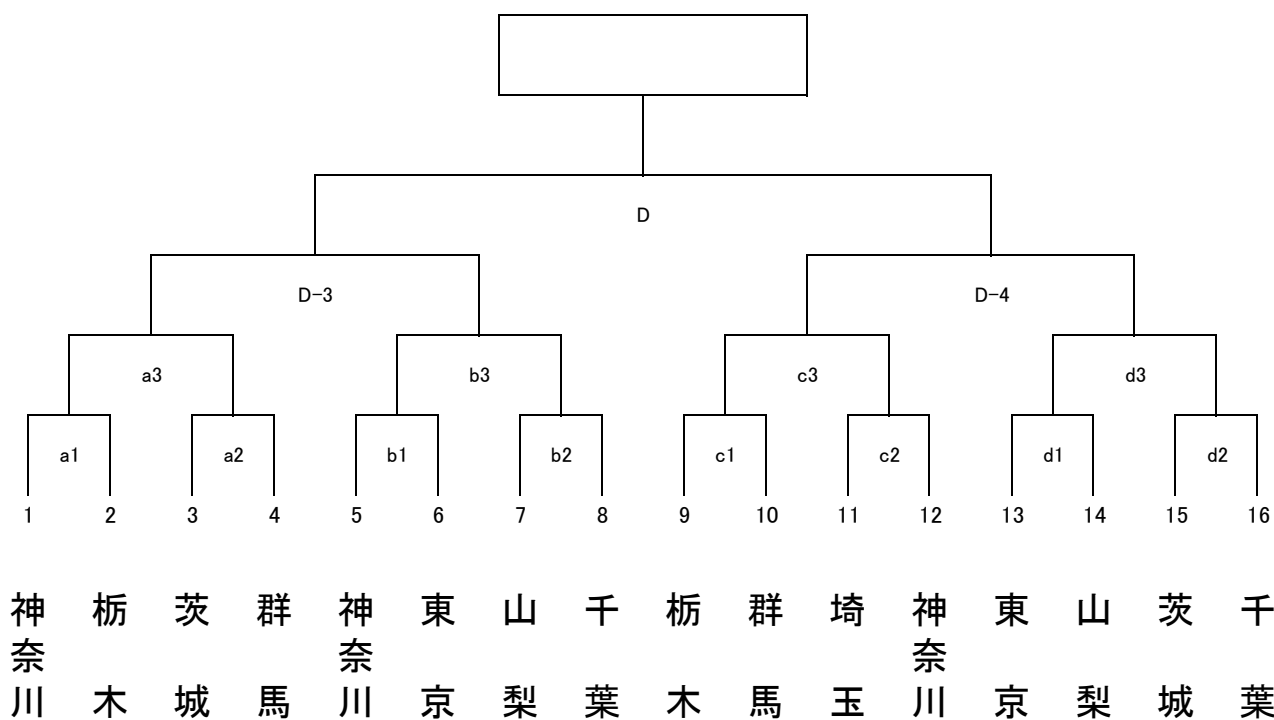 D
D-3 D-4
a3 b3 c3 d3
a1 a2 b1 b2 c1 c2 d1 d2
1 2 3 4 5 6 7 8 9 10 11 12 13 14 15 16
神奈川
栃木
茨城
群馬
神奈川
東京
山梨
千葉
栃木
群馬
埼玉
神奈川
東京
山梨
茨城
千葉